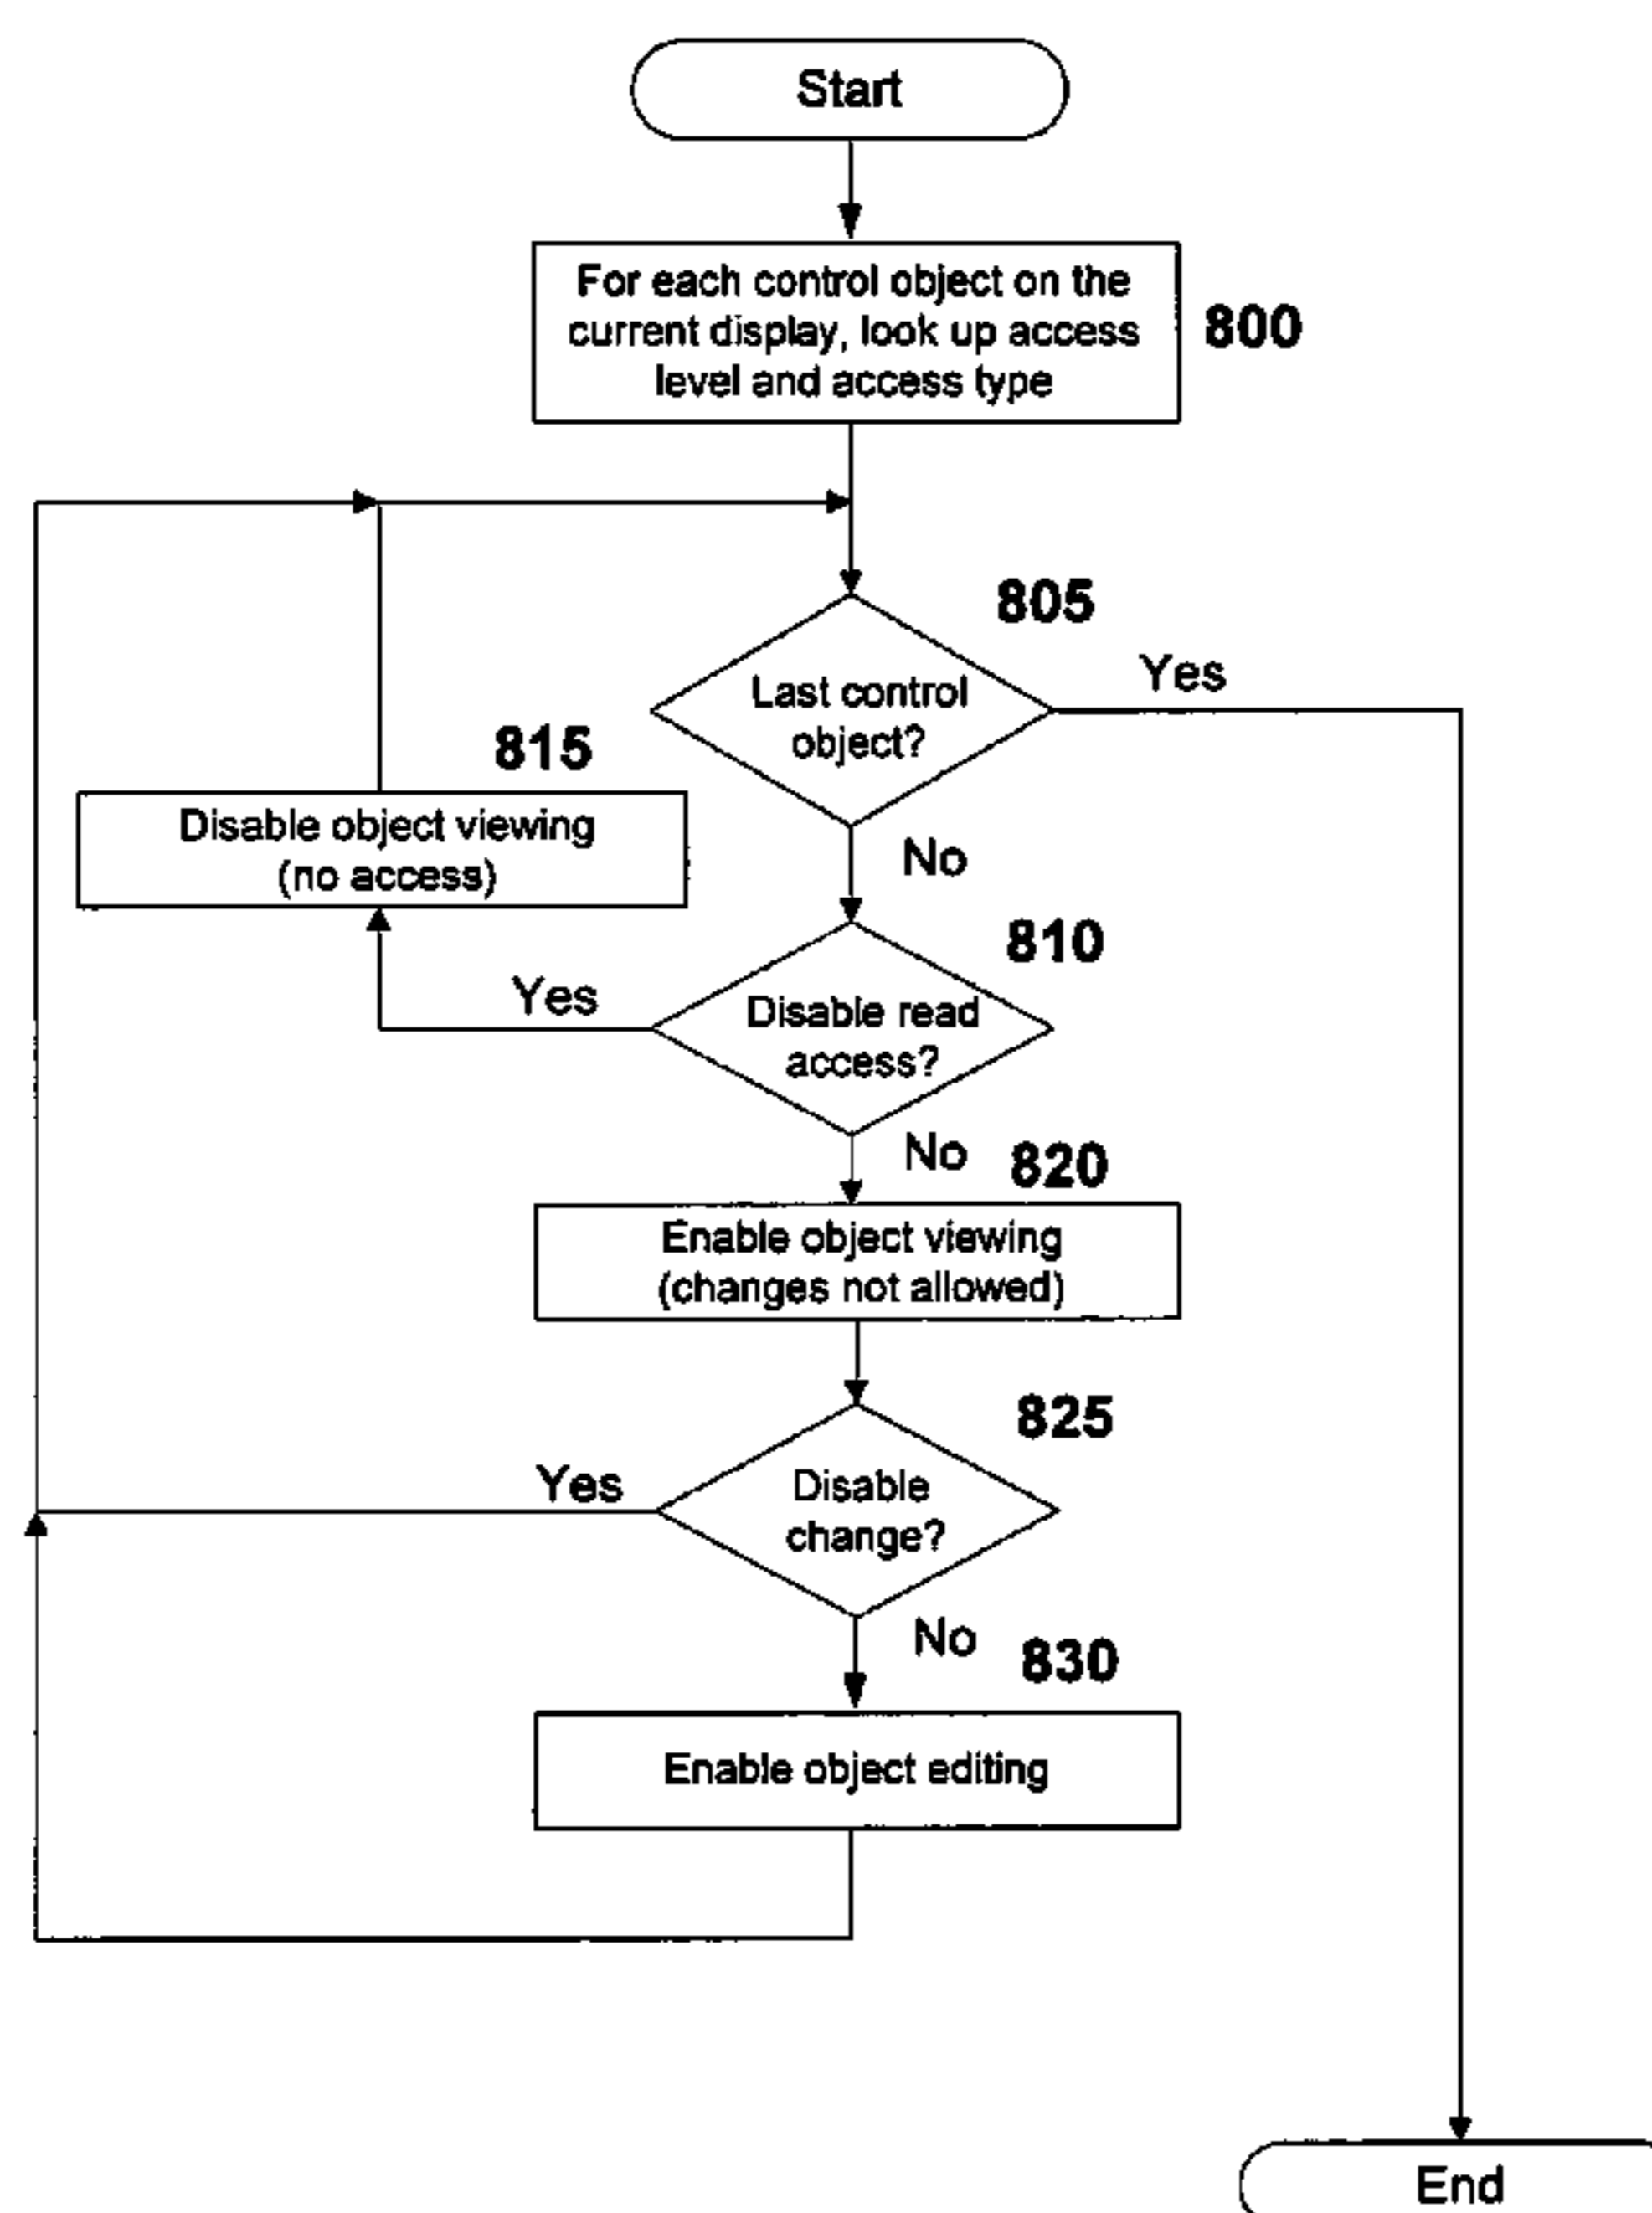 Start
For each control object on the
current display, look up access
level and access type
800
805
Last control
object?
Yes
No
815
Disable object viewing
(no access)
810
Disable read
access?
Yes
No
820
Enable object viewing
(changes not allowed)
825
Disable
change?
Yes
No
830
Enable object editing
End